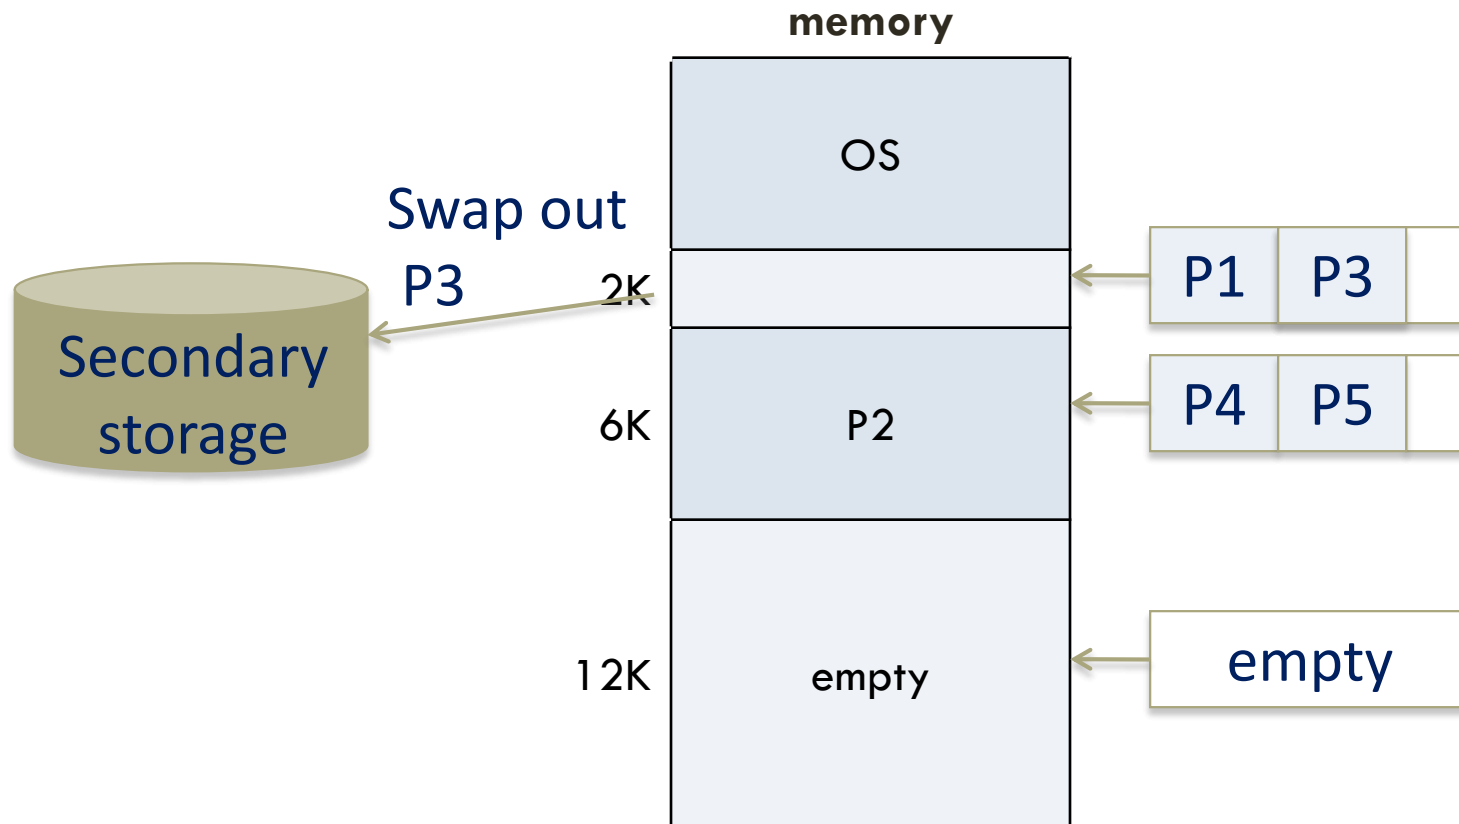 memory
OS
Swap out
P3
2K
P1 P3
Secondary
storage
6K
P2
P4 P5
12K
empty
empty